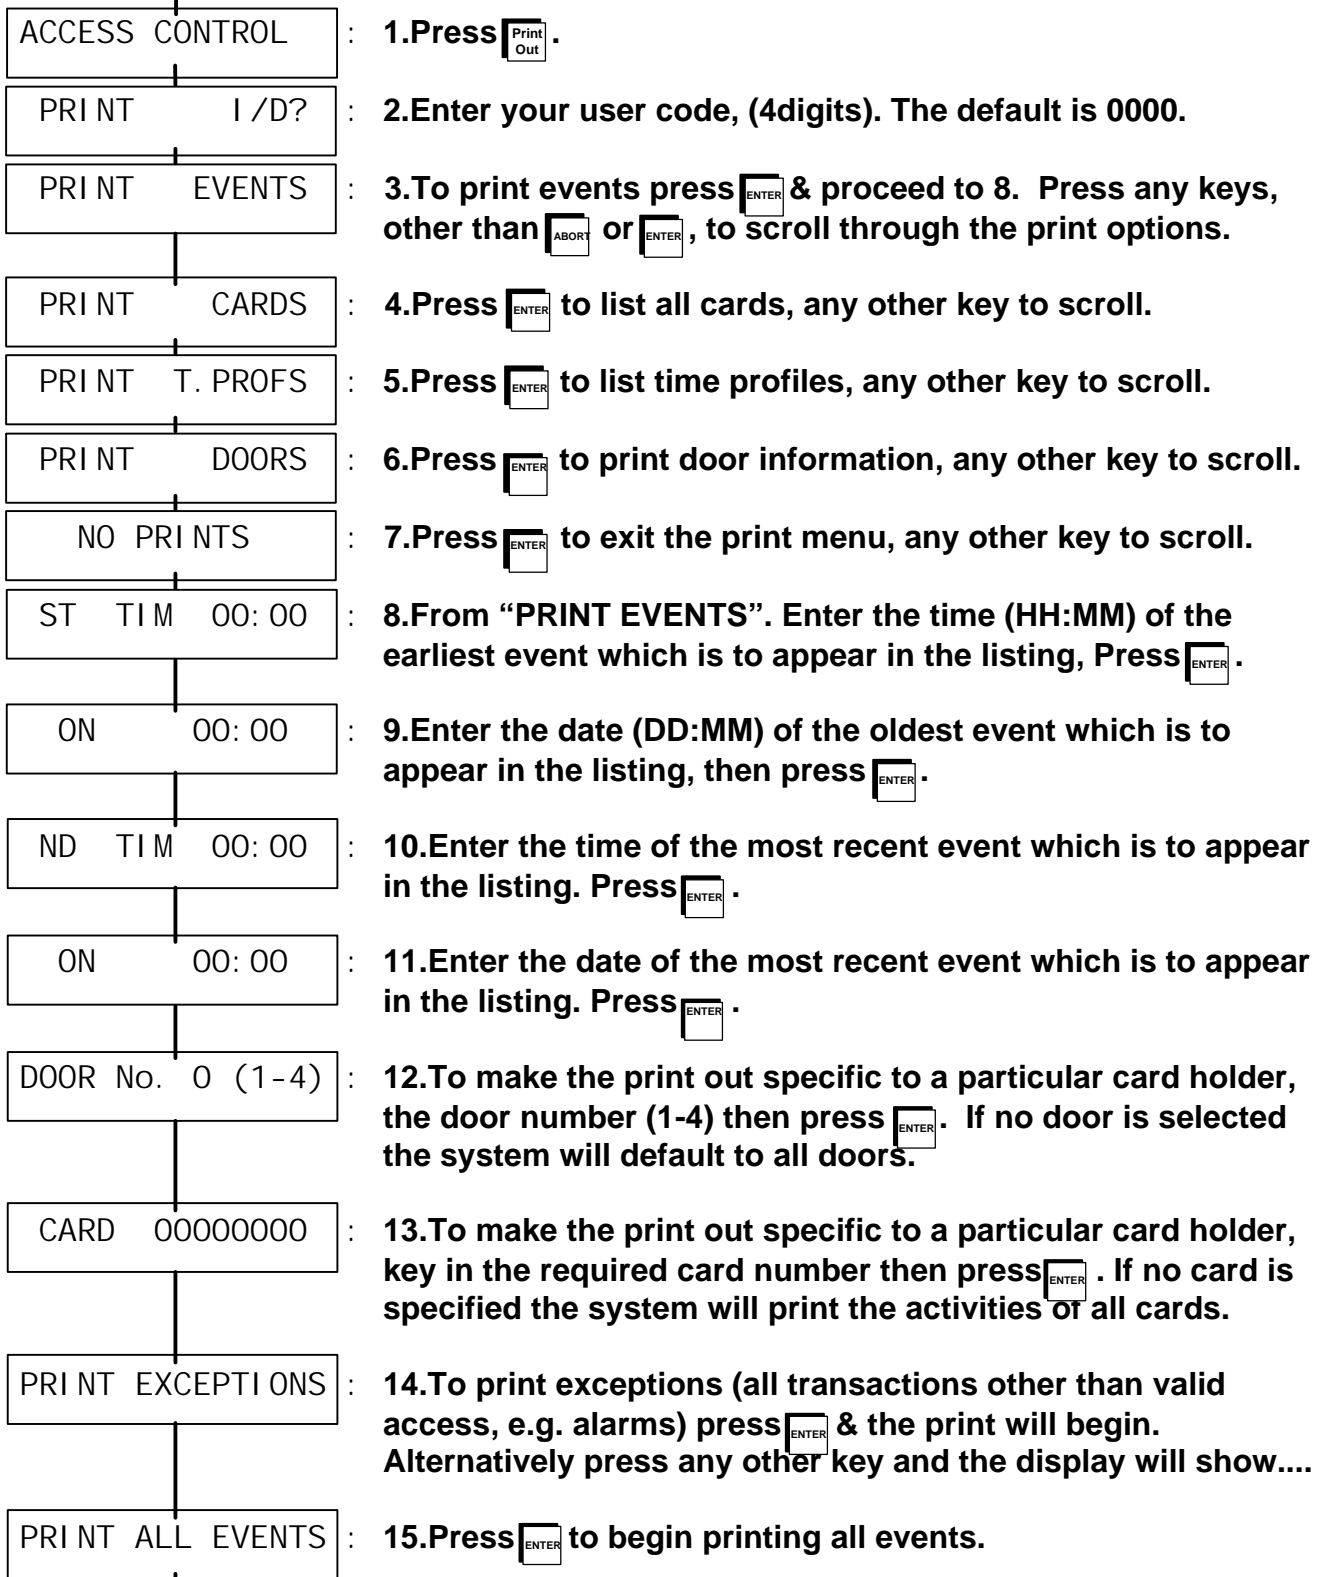 ACCESS CONTROL : 1.Press Print Out .
PRINT I/D? : 2.Enter your user code, (4digits). The default is 0000.
PRINT EVENTS : 3.To print events press ENTER & proceed to 8. Press any keys,
other than ABORT or ENTER , to scroll through the print options.
PRINT CARDS : 4.Press ENTER to list all cards, any other key to scroll.
PRINT T.PROFS : 5.Press ENTER to list time profiles, any other key to scroll.
PRINT DOORS : 6.Press ENTER to print door information, any other key to scroll.
NO PRINTS : 7.Press ENTER to exit the print menu, any other key to scroll.
ST TIM 00:00 : 8.From “PRINT EVENTS”. Enter the time (HH:MM) of the
earliest event which is to appear in the listing, Press ENTER .
ON 00:00 : 9.Enter the date (DD:MM) of the oldest event which is to
appear in the listing, then press ENTER .
ND TIM 00:00 : 10.Enter the time of the most recent event which is to appear
in the listing. Press ENTER .
ON 00:00 : 11.Enter the date of the most recent event which is to appear
in the listing. Press ENTER .
DOOR No. 0 (1-4) : 12.To make the print out specific to a particular card holder,
the door number (1-4) then press ENTER . If no door is selected
the system will default to all doors.
CARD 00000000 : 13.To make the print out specific to a particular card holder,
key in the required card number then press ENTER . If no card is
specified the system will print the activities of all cards.
PRINT EXCEPTIONS : 14.To print exceptions (all transactions other than valid
access, e.g. alarms) press ENTER & the print will begin.
Alternatively press any other key and the display will show....
PRINT ALL EVENTS : 15.Press ENTER to begin printing all events.